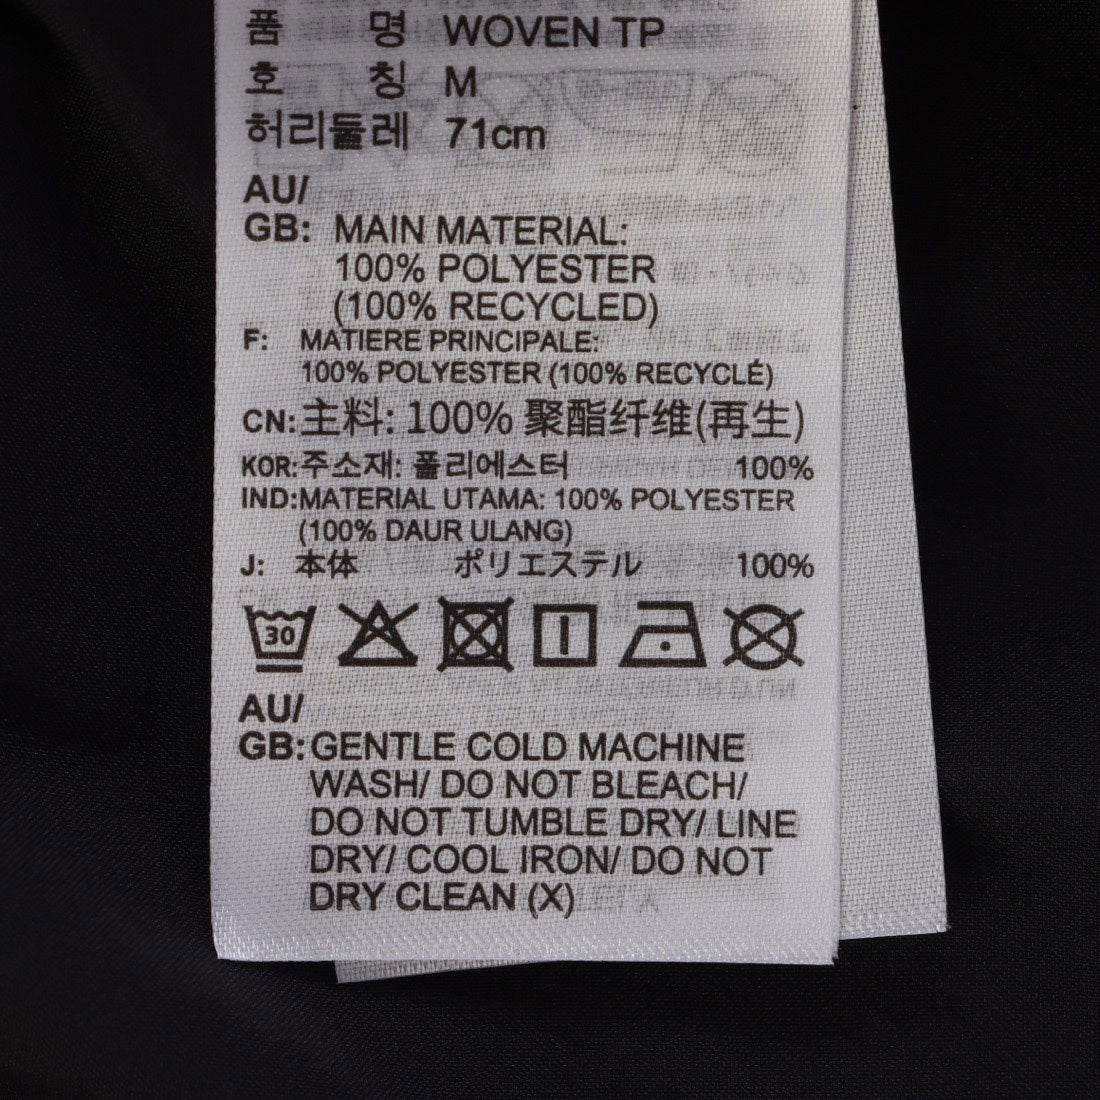 품 명 WOVEN TP
호 칭 M
허리둘레 71cm
AU/
GB: MAIN MATERIAL:
100% POLYESTER
(100% RECYCLED)
F: MATIERE PRINCIPALE:
100% POLYESTER (100% RECYCLÉ)
CN:主料: 100% 聚酯纤维(再生)
KOR:주소재: 폴리에스터 100%
IND:MATERIAL UTAMA: 100% POLYESTER
(100% DAUR ULANG)
J: 本体 ポリエステル 100%
30
AU/
GB:GENTLE COLD MACHINE
WASH/ DO NOT BLEACH/
DO NOT TUMBLE DRY/ LINE
DRY/ COOL IRON/ DO NOT
DRY CLEAN (X)